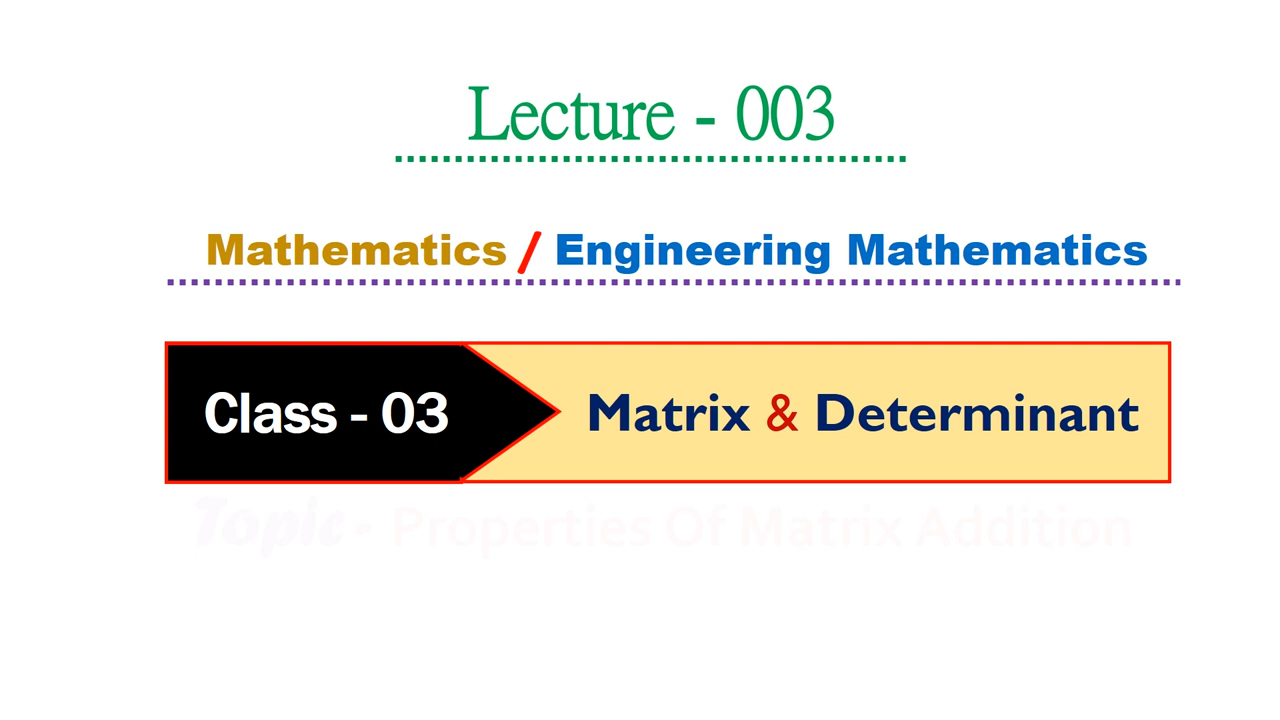 Lecture - 003
Mathematics / Engineering Mathematics
Class - 03
Matrix & Determinant
Topic - Properties Of Matrix Addition